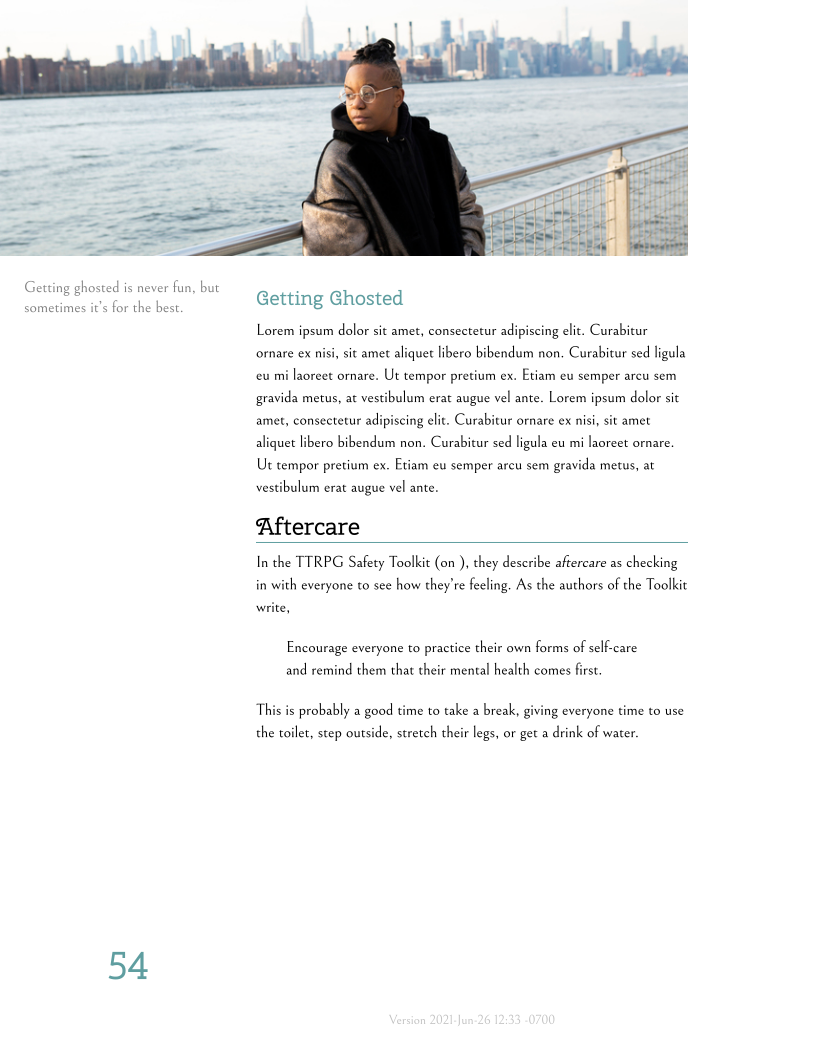 Getting ghosted is never fun, but
sometimes it's for the best.
Getting Ghosted
Lorem ipsum dolor sit amet, consectetur adipiscing elit. Curabitur
ornare ex nisi, sit amet aliquet libero bibendum non. Curabitur sed ligula
eu mi laoreet ornare. Ut tempor pretium ex. Etiam eu semper arcu sem
gravida metus, at vestibulum erat augue vel ante. Lorem ipsum dolor sit
amet, consectetur adipiscing elit. Curabitur ornare ex nisi, sit amet
aliquet libero bibendum non. Curabitur sed ligula eu mi laoreet ornare.
Ut tempor pretium ex. Etiam eu semper arcu sem gravida metus, at
vestibulum erat augue vel ante.
Aftercare
In the TTRPG Safety Toolkit (on ), they describe aftercare as checking
in with everyone to see how they're feeling. As the authors of the Toolkit
write,
Encourage everyone to practice their own forms of self-care
and remind them that their mental health comes first.
This is probably a good time to take a break, giving everyone time to use
the toilet, step outside, stretch their legs, or get a drink of water.
54
Version 2021-Jun-26 12:33 -0700